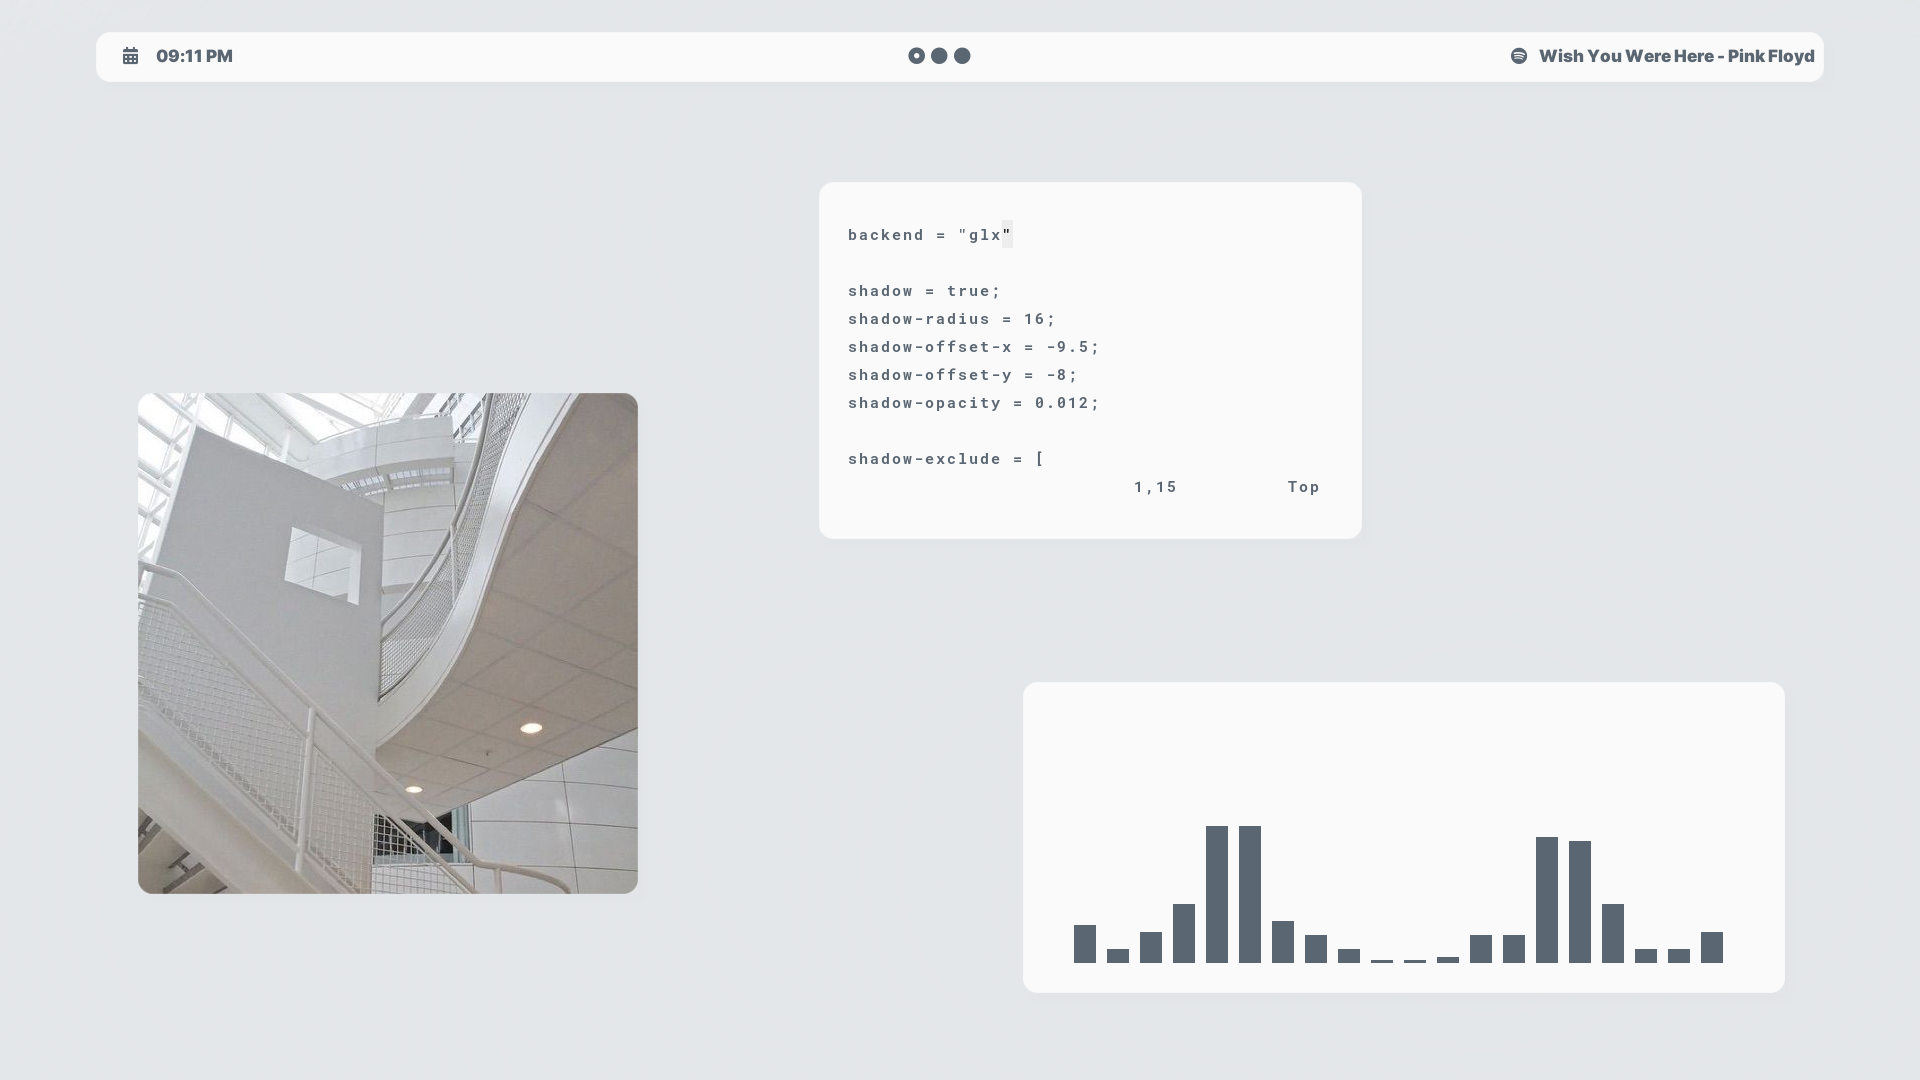 09:11 PM
Wish You Were Here - Pink Floyd
backend = "glx"
shadow = true;
shadow-radius = 16;
shadow-offset-x = -9.5;
shadow-offset-y = -8;
shadow-opacity = 0.012;
shadow-exclude = [
1,15 Top